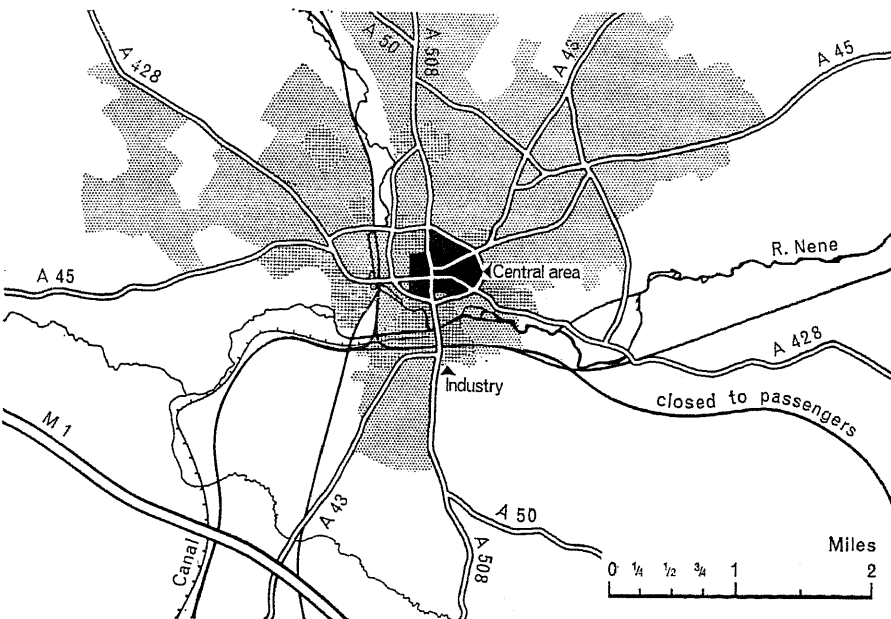 A 428
A 50
A 508
A 43
A 45
R. Nene
A 45
Central area
A 428
Industry
closed to passengers
M 1
A 43
A 50
A 508
Canal
Miles
0 1/4 1/2 3/4 1 2